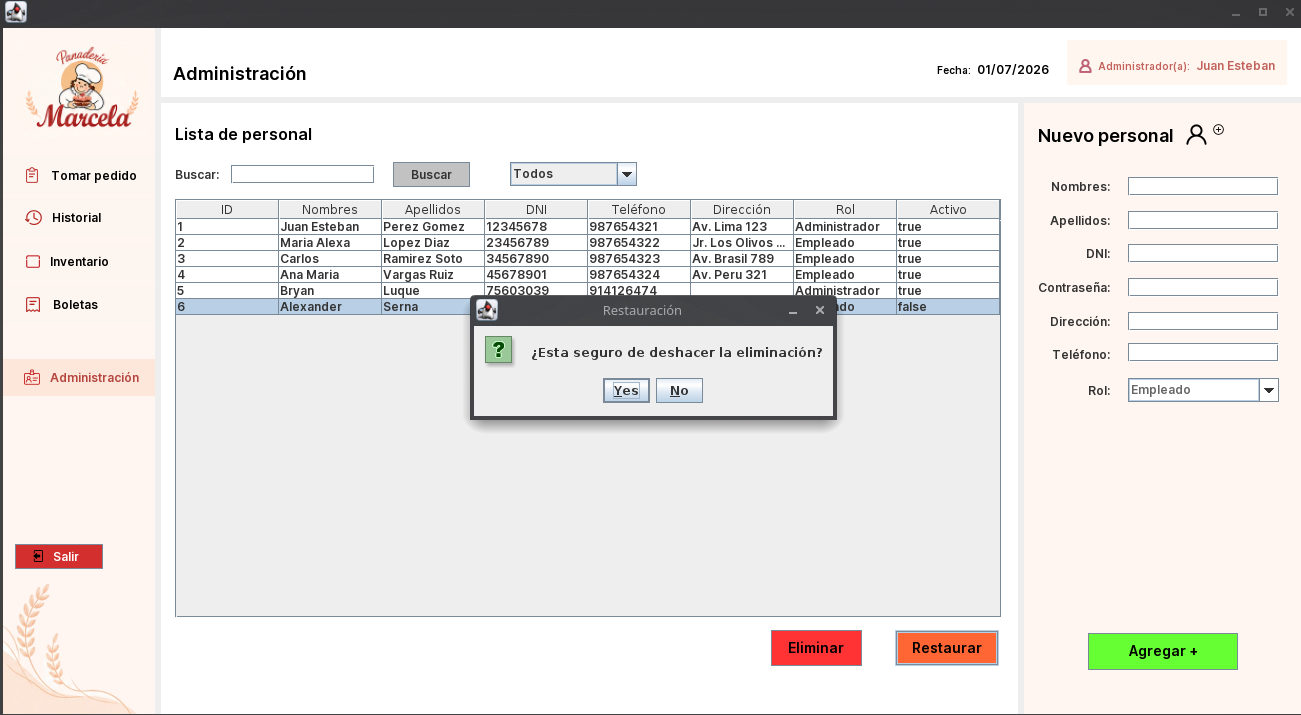 Panadería
Marcela
Administración
Fecha: 01/07/2026
Administrador(a): Juan Esteban
Tomar pedido
Historial
Inventario
Boletas
Administración
Salir
Lista de personal
Buscar:
Buscar
Todos
ID Nombres Apellidos DNI Teléfono Dirección Rol Activo
1 Juan Esteban Perez Gomez 12345678 987654321 Av. Lima 123 Administrador true
2 Maria Alexa Lopez Diaz 23456789 987654322 Jr. Los Olivos ... Empleado true
3 Carlos Ramirez Soto 34567890 987654323 Av. Brasil 789 Empleado true
4 Ana Maria Vargas Ruiz 45678901 987654324 Av. Peru 321 Empleado true
5 Bryan Luque 75603039 914126474 Administrador true
6 Alexander Serna ado false
Restauración
¿Esta seguro de deshacer la eliminación?
Yes
No
Eliminar
Restaurar
Nuevo personal
Nombres:
Apellidos:
DNI:
Contraseña:
Dirección:
Teléfono:
Rol: Empleado
Agregar +